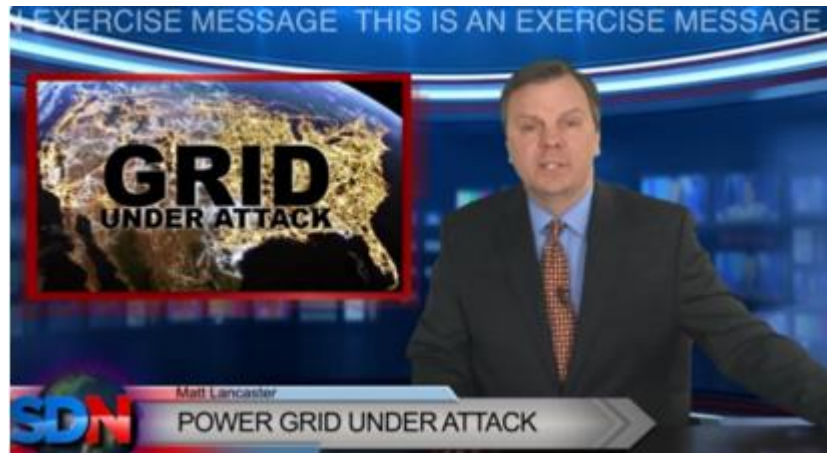 N EXERCISE MESSAGE THIS IS AN EXERCISE MESSAGE
GRID
UNDER ATTACK
Matt Lancaster
SDN
POWER GRID UNDER ATTACK